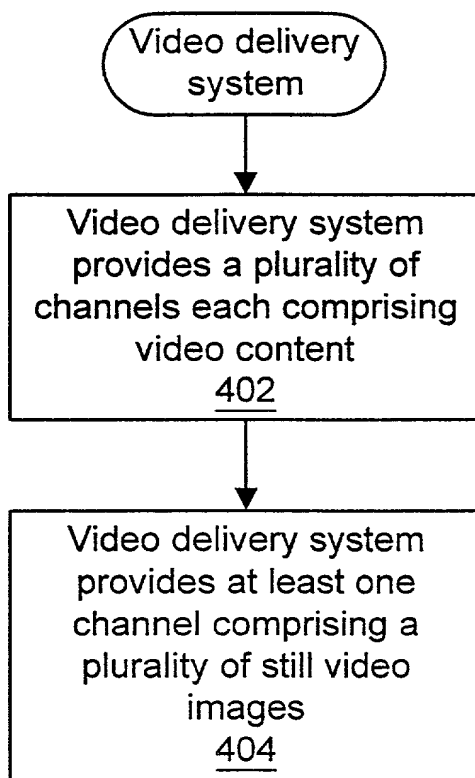 Video delivery
system
Video delivery system
provides a plurality of
channels each comprising
video content
402
Video delivery system
provides at least one
channel comprising a
plurality of still video
images
404